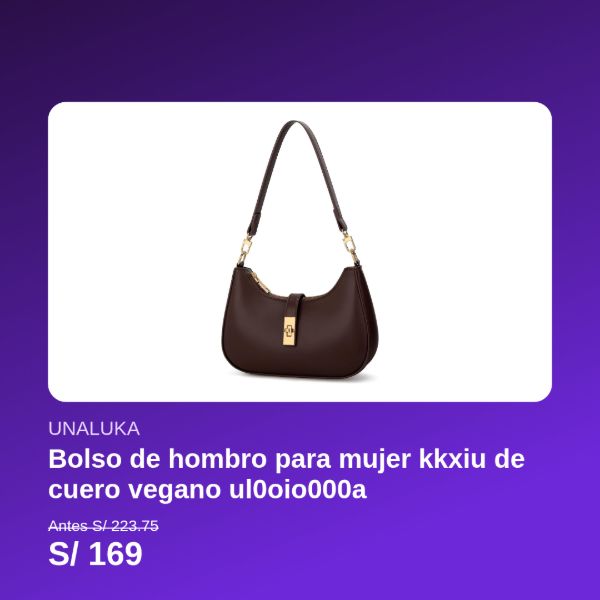 UNALUKA
Bolso de hombro para mujer kkxiu de
cuero vegano ul0oio000a
Antes S/ 223.75
S/ 169